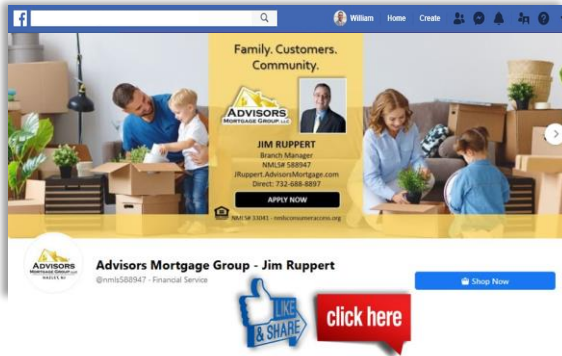 f
William Home Create
Family. Customers.
Community.
ADVISORS
MORTGAGE GROUP, LLC
JIM RUPPERT
Branch Manager
NMLS# 588947
JRuppert.AdvisorsMortgage.com
Direct: 732-688-8897
APPLY NOW
NMLS# 33041 - nmlsconsumeraccess.org
ADVISORS
MORTGAGE GROUP, LLC
Advisors Mortgage Group - Jim Ruppert
@nmls588947 - Financial Service
Shop Now
LIKE
& SHARE
click here